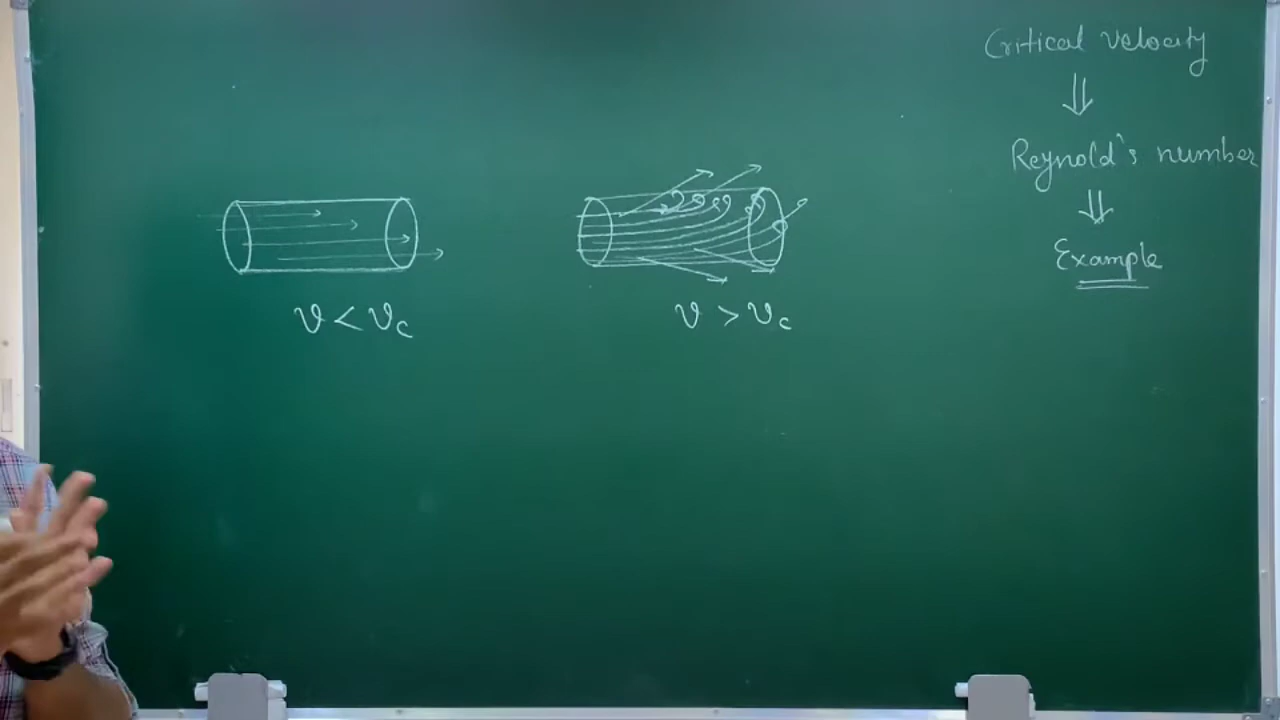 Critical velocity
⇓
Reynold's number
⇓
Example
v < vc
v > vc